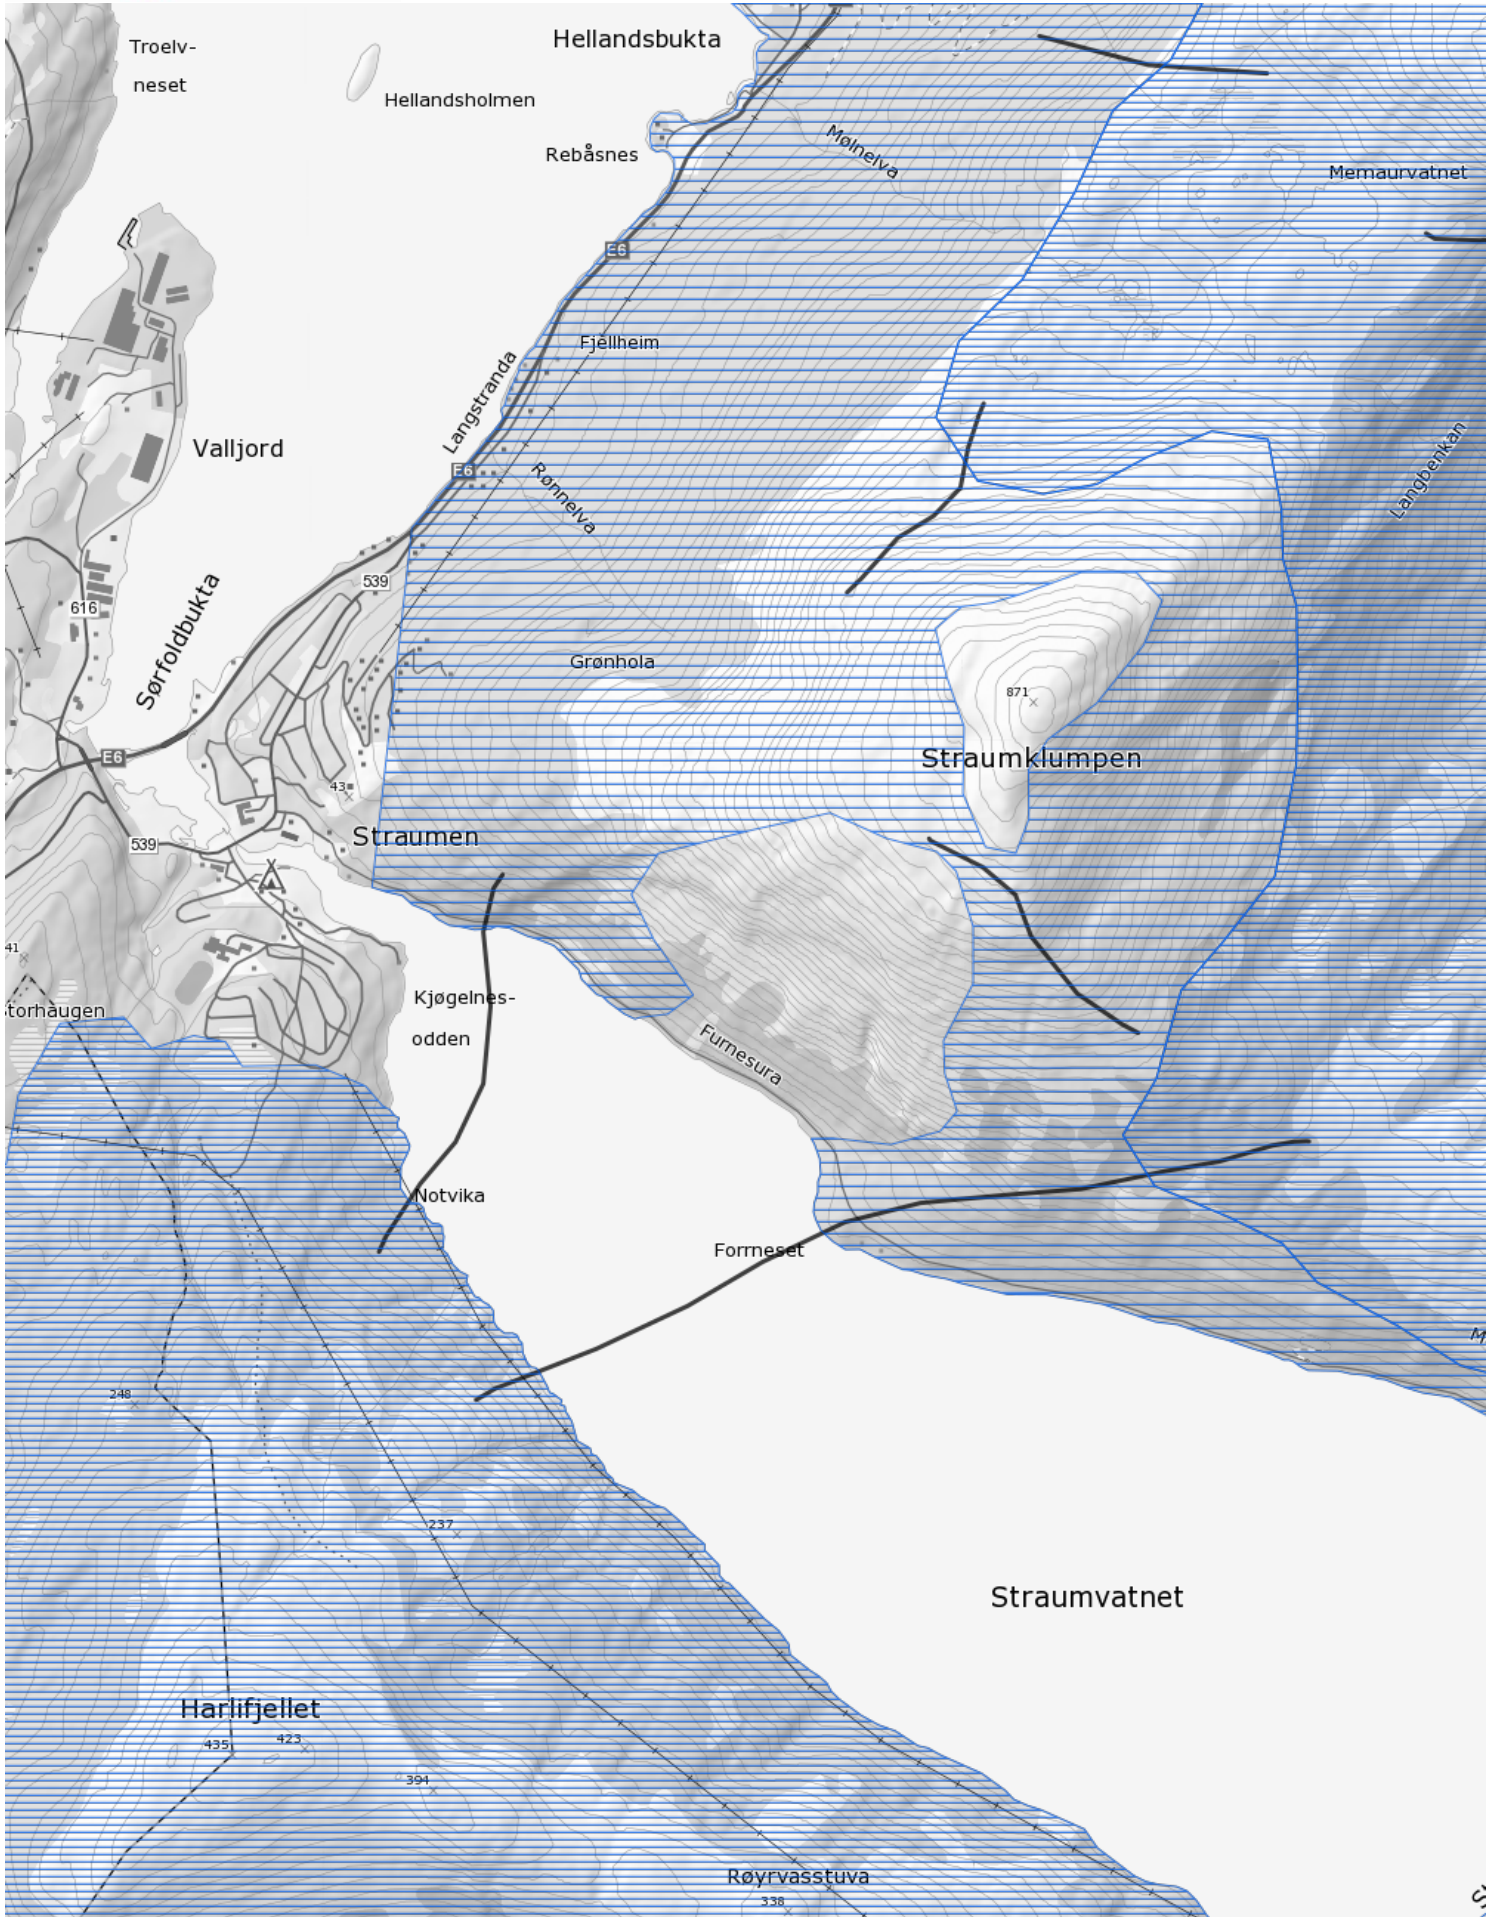 Troelv-
neset
Hellandsbukta
Hellandsholmen
Rebåsnes
Mølnelva
Memaurvatnet
E6
Fjellheim
Langstranda
Valljord
E6
Rønnelva
Langbenkan
539
616
Sørfoldbukta
Grønhola
871
E6
Straumklumpen
43
Straumen
539
41
Storhaugen
Kjøgelnes-
odden
Furnesura
Notvika
Forrneset
248
237
Straumvatnet
Harlifjellet
435
423
394
Røyrvasstuva
338